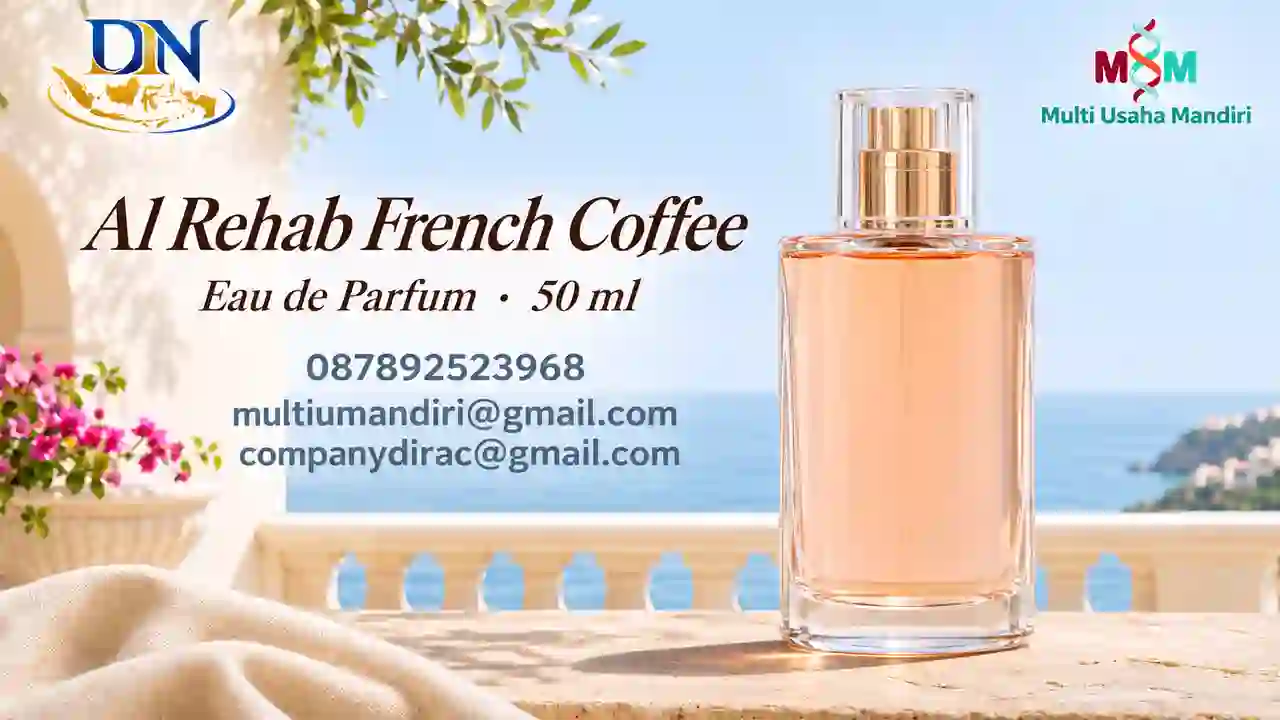 DN
M8M
Multi Usaha Mandiri
Al Rehab French Coffee
Eau de Parfum · 50 ml
087892523968
multiumandiri@gmail.com
companydirac@gmail.com